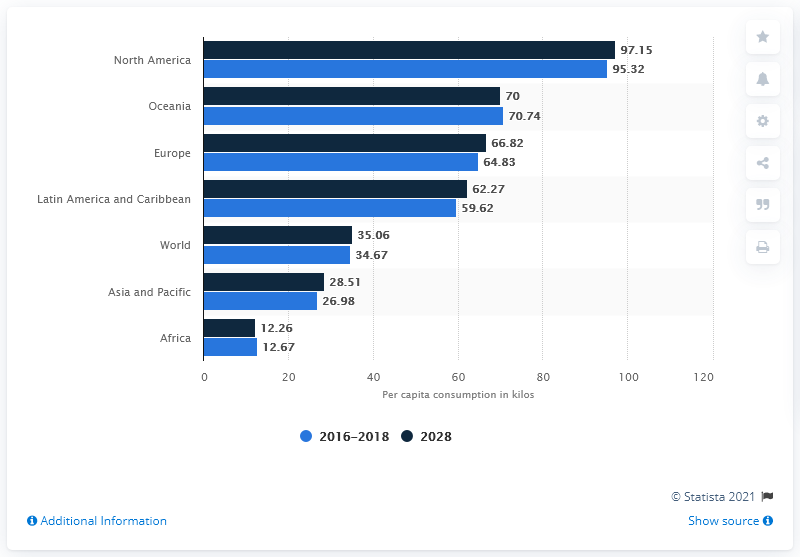 North America
97.15
95.32
Oceania
70
70.74
Europe
66.82
64.83
Latin America and Caribbean
62.27
59.62
World
35.06
34.67
Asia and Pacific
28.51
26.98
Africa
12.26
12.67
0 20 40 60 80 100 120
Per capita consumption in kilos
2016–2018 2028
© Statista 2021
Additional Information Show source